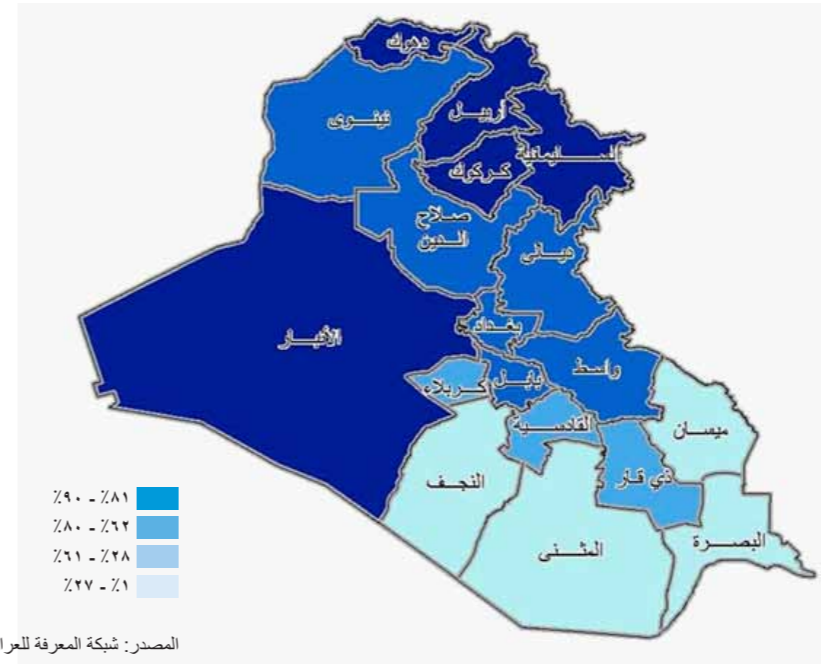 دهوك
نينوى
أربيل
السليمانية
كركوك
صلاح
الدين
ديالى
بغداد
الأنبار
واسط
بابل
كربلاء
القادسية
ميسان
ذي قار
النجف
المثنى
البصرة
٨١٪ - ٩٠٪
٦٢٪ - ٨٠٪
٢٨٪ - ٦١٪
١٪ - ٢٧٪
المصدر: شبكة المعرفة